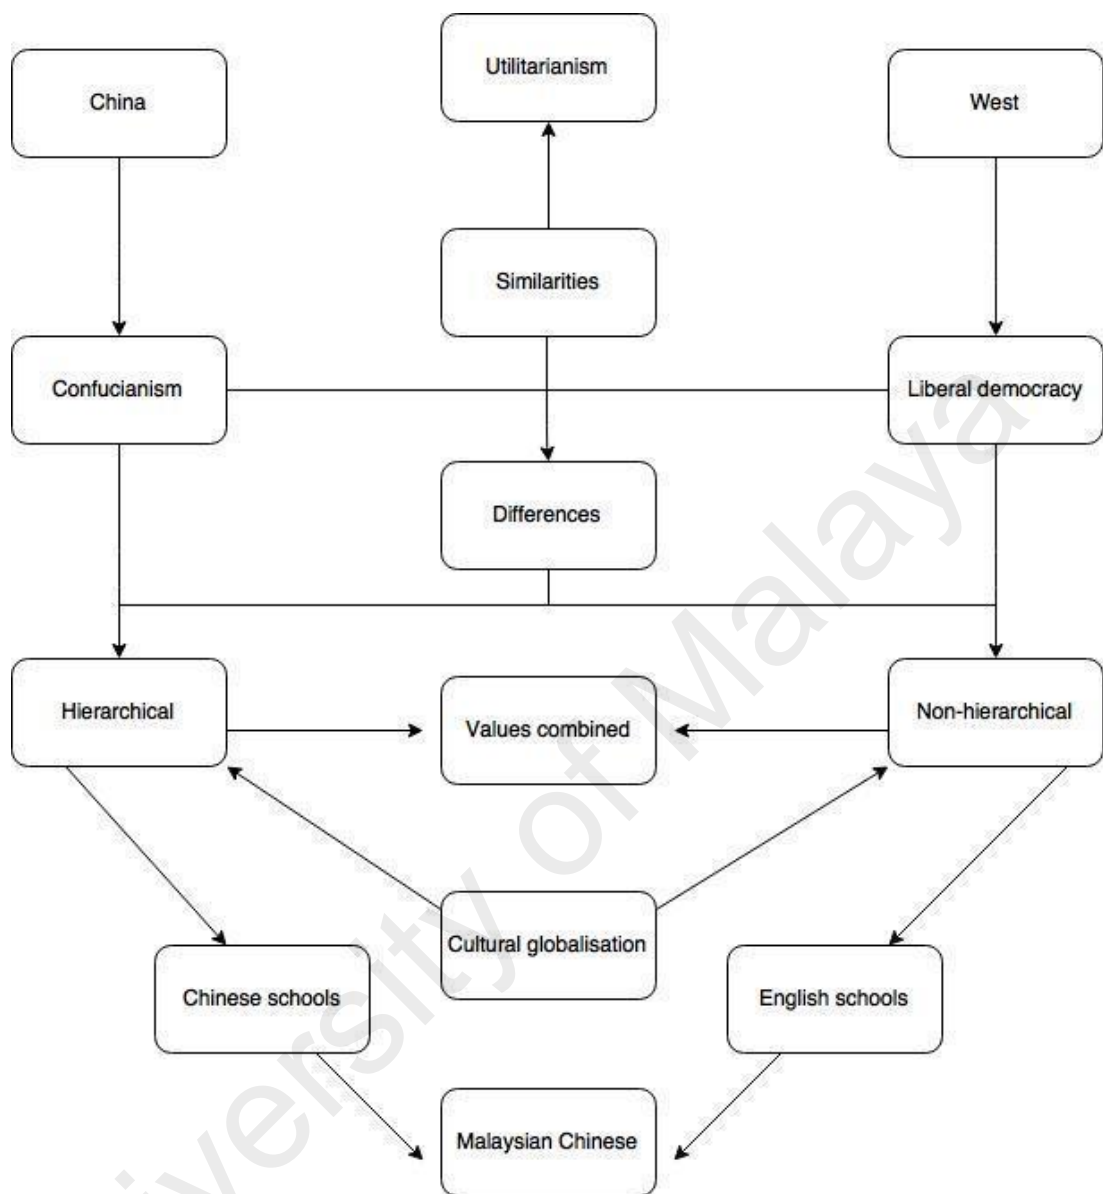 Utilitarianism
China
West
Similarities
Confucianism
Liberal democracy
Differences
Hierarchical
Values combined
Non-hierarchical
Cultural globalisation
Chinese schools
English schools
Malaysian Chinese
versity of Malaya